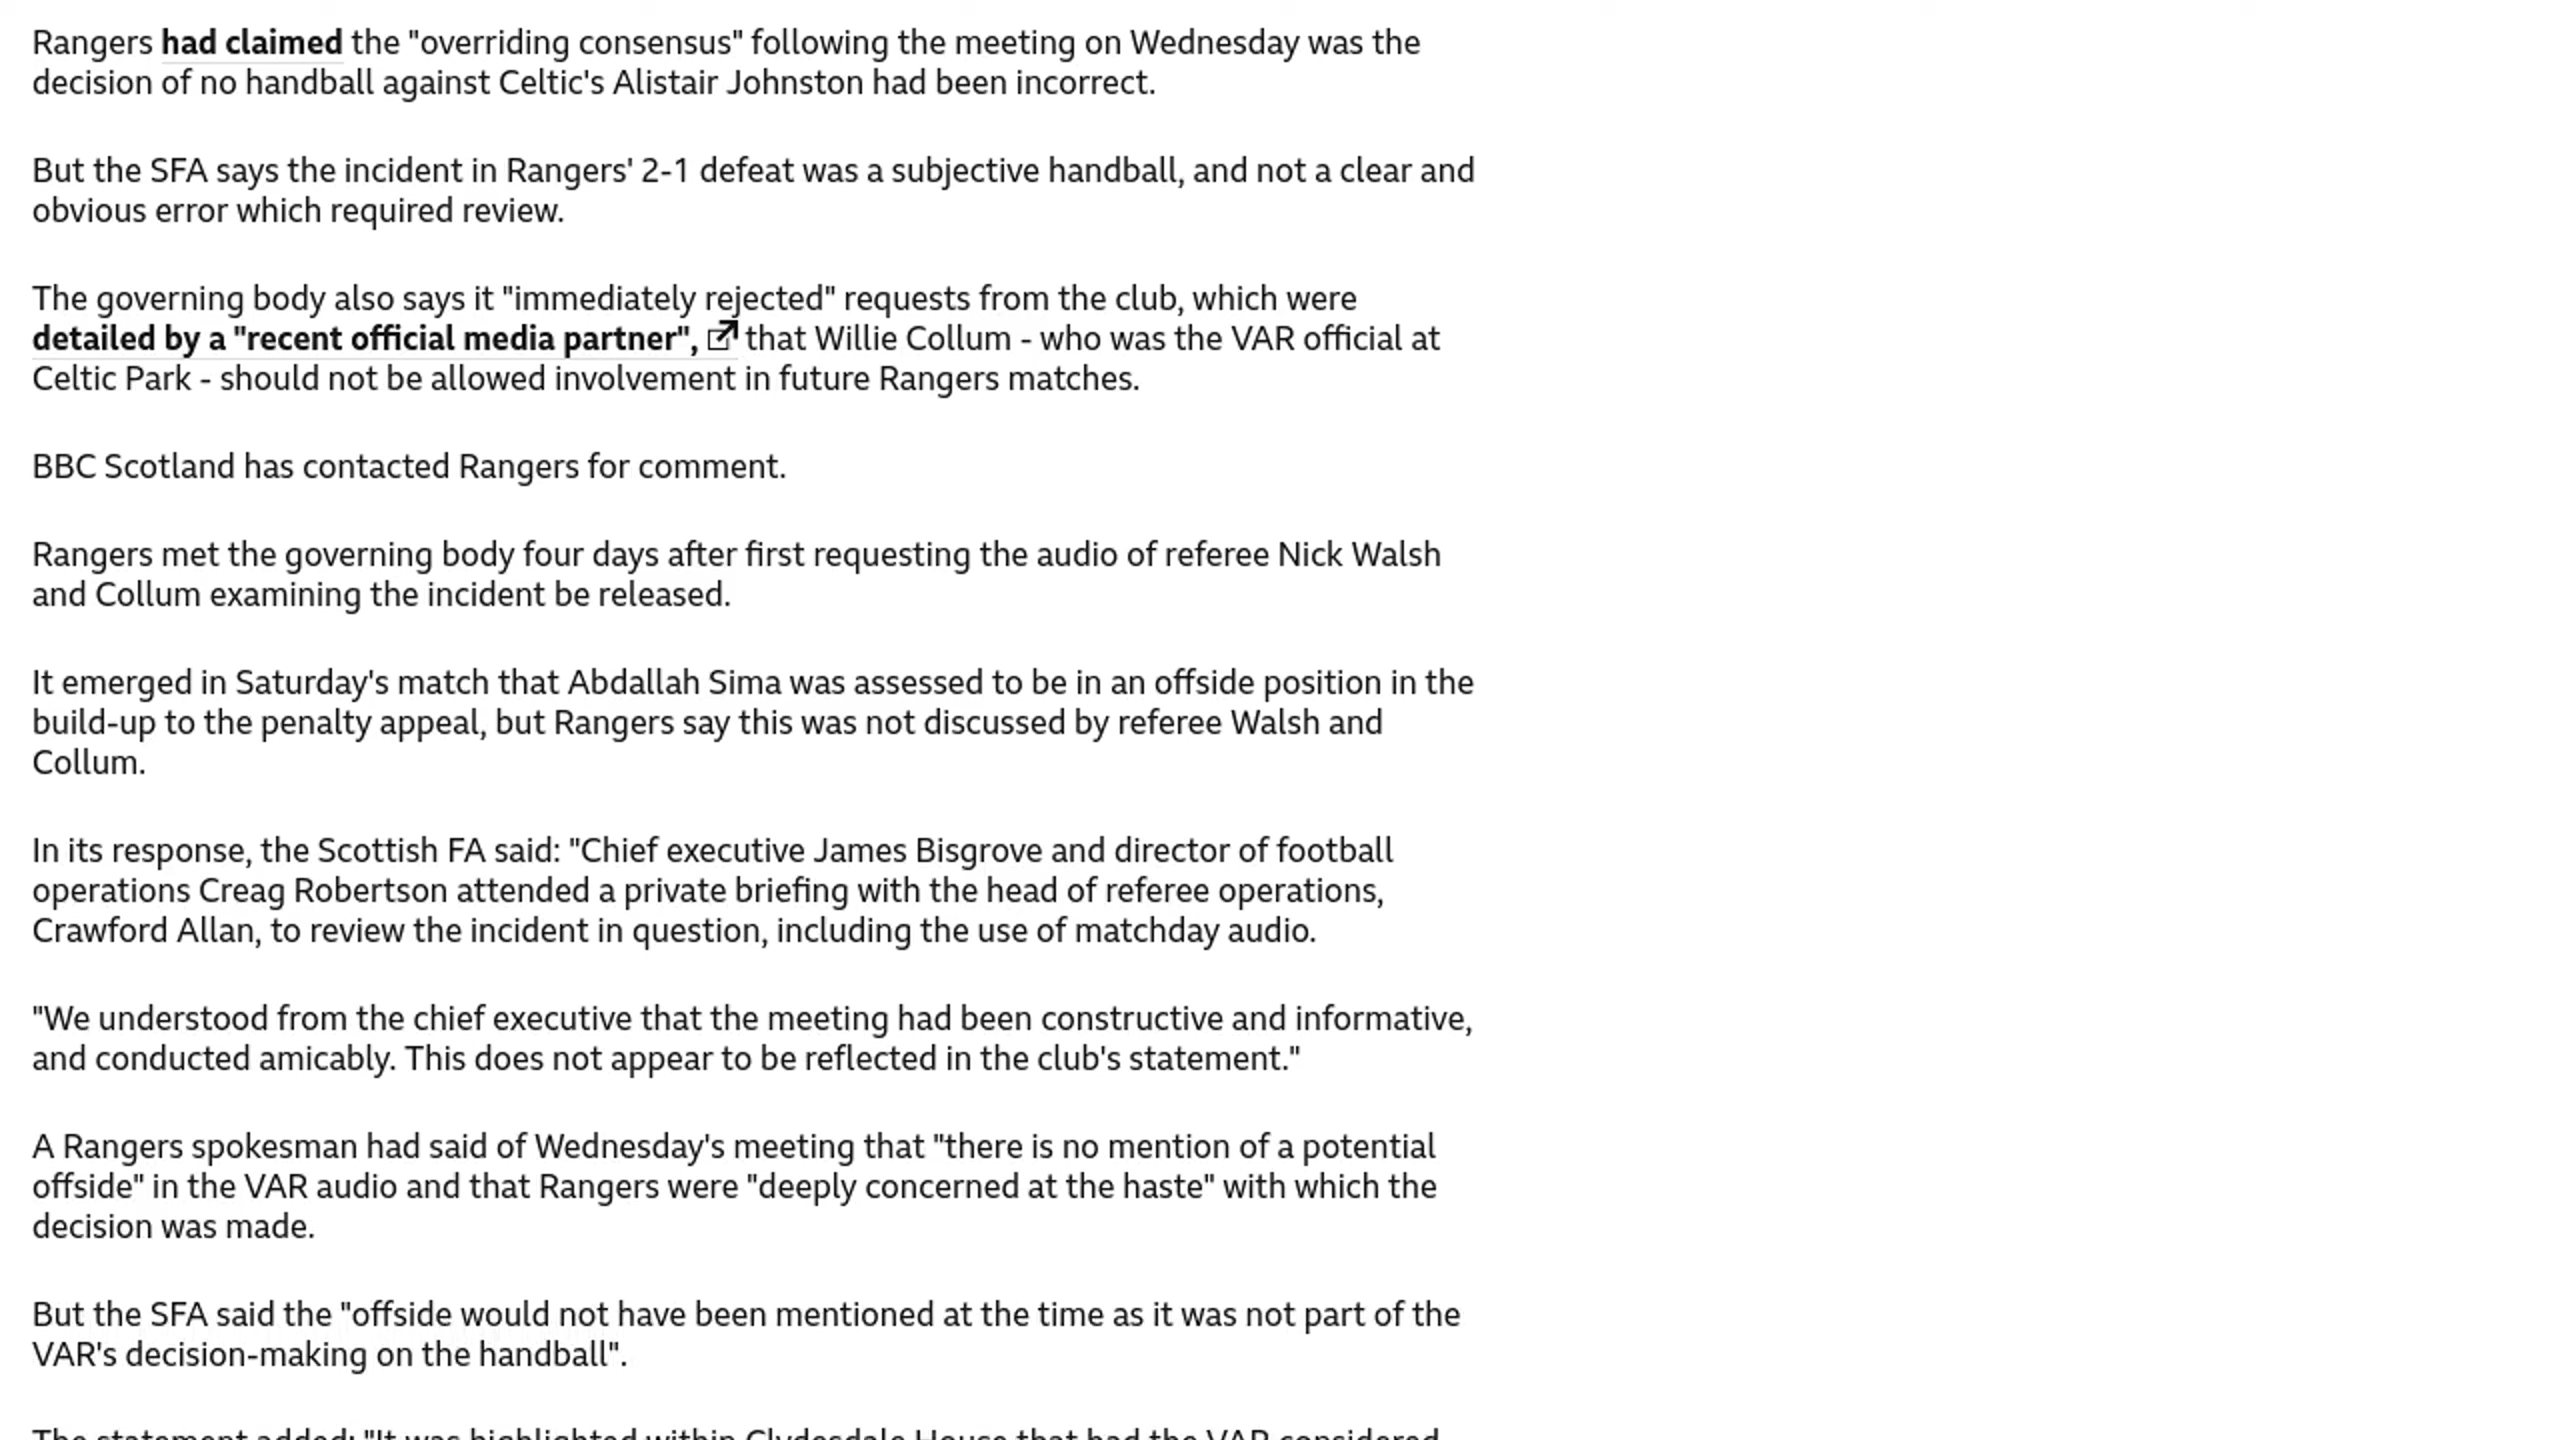 Rangers had claimed the "overriding consensus" following the meeting on Wednesday was the
decision of no handball against Celtic's Alistair Johnston had been incorrect.
But the SFA says the incident in Rangers' 2-1 defeat was a subjective handball, and not a clear and
obvious error which required review.
The governing body also says it "immediately rejected" requests from the club, which were
detailed by a "recent official media partner", that Willie Collum - who was the VAR official at
Celtic Park - should not be allowed involvement in future Rangers matches.
BBC Scotland has contacted Rangers for comment.
Rangers met the governing body four days after first requesting the audio of referee Nick Walsh
and Collum examining the incident be released.
It emerged in Saturday's match that Abdallah Sima was assessed to be in an offside position in the
build-up to the penalty appeal, but Rangers say this was not discussed by referee Walsh and
Collum.
In its response, the Scottish FA said: "Chief executive James Bisgrove and director of football
operations Creag Robertson attended a private briefing with the head of referee operations,
Crawford Allan, to review the incident in question, including the use of matchday audio.
"We understood from the chief executive that the meeting had been constructive and informative,
and conducted amicably. This does not appear to be reflected in the club's statement."
A Rangers spokesman had said of Wednesday's meeting that "there is no mention of a potential
offside" in the VAR audio and that Rangers were "deeply concerned at the haste" with which the
decision was made.
But the SFA said the "offside would not have been mentioned at the time as it was not part of the
VAR's decision-making on the handball".
The statement added: "It was highlighted within Clydesdale House that had the VAR considered